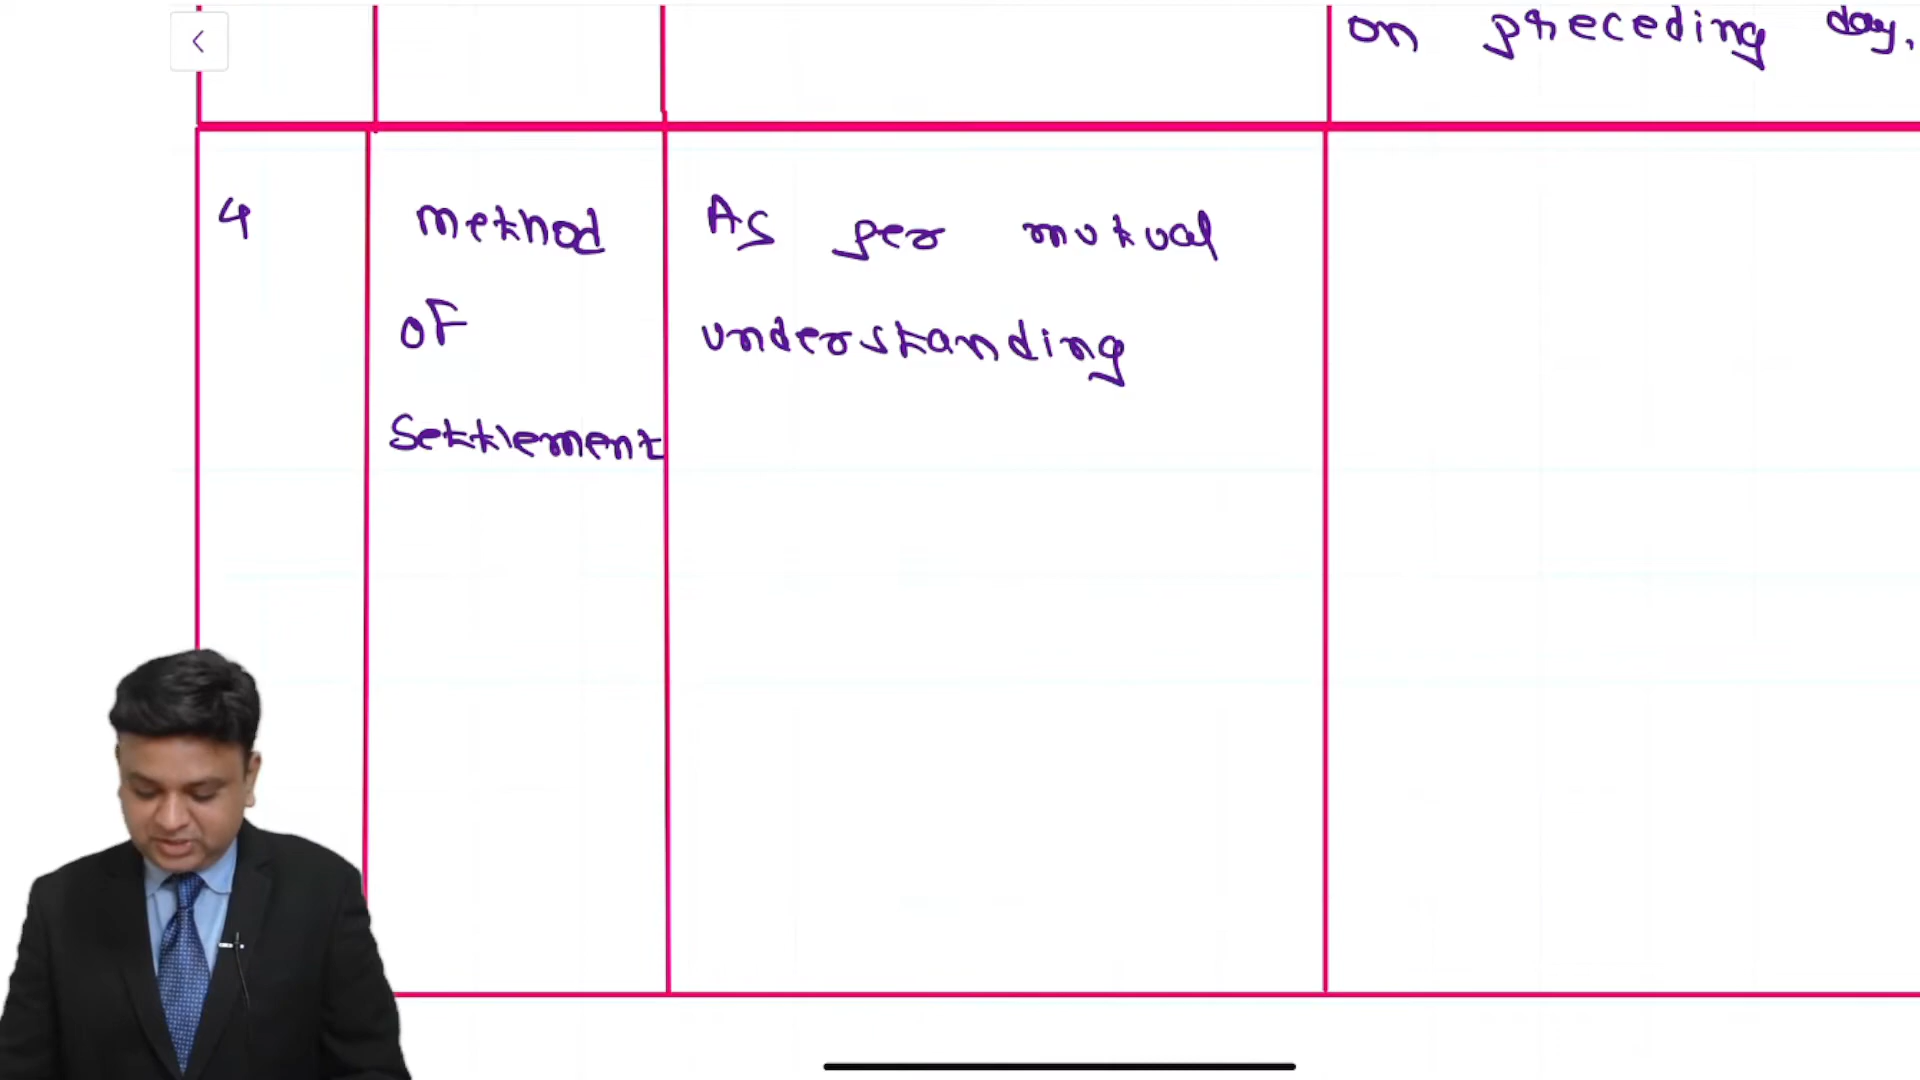 on preceding day.
4
method
of
settlement
As per mutual
understanding